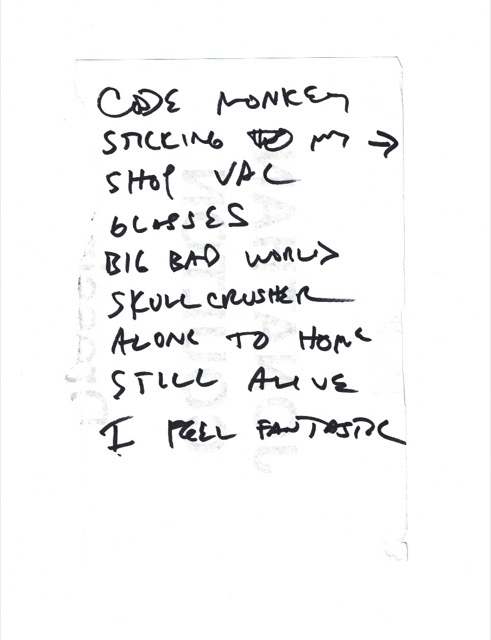 CODE MONKEY
STICKING TO MY →
SHOP VAC
GLASSES
BIG BAD WORLD
SKULLCRUSHER
ALONE TO HOME
STILL ALIVE
I FEEL FANTASTIC